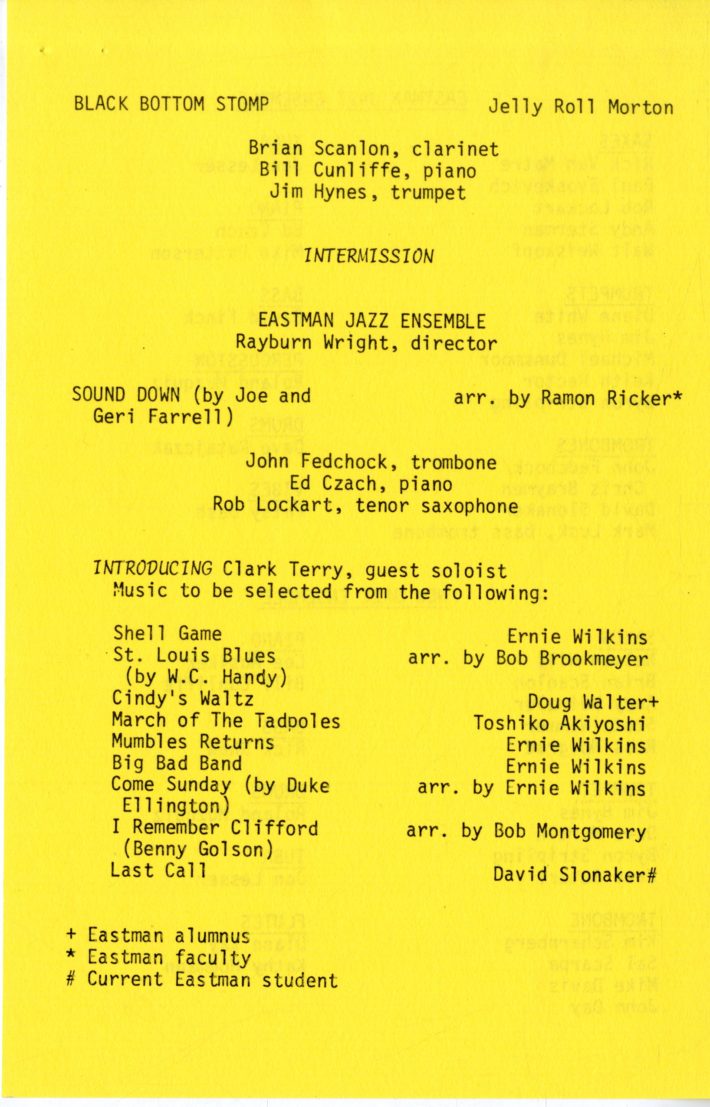 BLACK BOTTOM STOMP Jelly Roll Morton
Brian Scanlon, clarinet
Bill Cunliffe, piano
Jim Hynes, trumpet
INTERMISSION
EASTMAN JAZZ ENSEMBLE
Rayburn Wright, director
SOUND DOWN (by Joe and arr. by Ramon Ricker*
Geri Farrell)
John Fedchock, trombone
Ed Czach, piano
Rob Lockart, tenor saxophone
INTRODUCING Clark Terry, guest soloist
Music to be selected from the following:
Shell Game Ernie Wilkins
St. Louis Blues arr. by Bob Brookmeyer
(by W.C. Handy)
Cindy's Waltz Doug Walter+
March of The Tadpoles Toshiko Akiyoshi
Mumbles Returns Ernie Wilkins
Big Bad Band Ernie Wilkins
Come Sunday (by Duke arr. by Ernie Wilkins
Ellington)
I Remember Clifford arr. by Bob Montgomery
(Benny Golson)
Last Call David Slonaker#
+ Eastman alumnus
* Eastman faculty
# Current Eastman student